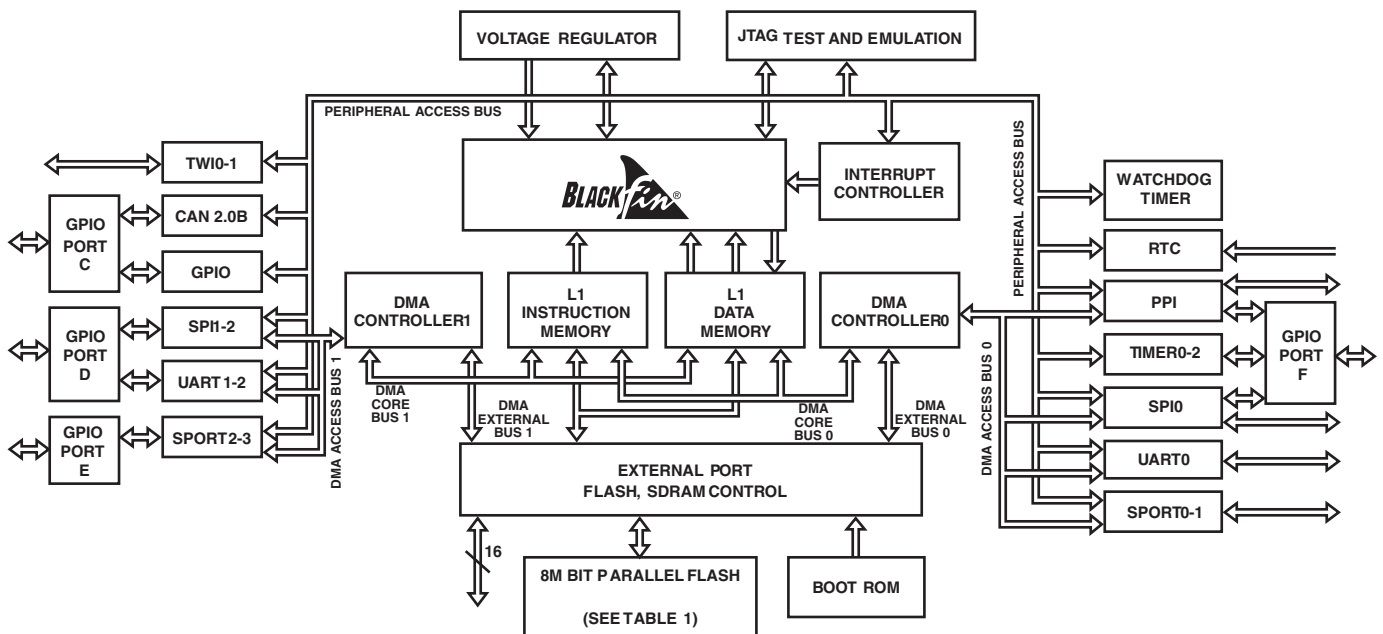 VOLTAGE REGULATOR
JTAG TEST AND EMULATION
PERIPHERAL ACCESS BUS
TWI0-1
CAN 2.0B
GPIO
PORT
C
GPIO
SPI1-2
GPIO
PORT
D
UART 1-2
GPIO
PORT
E
SPORT2-3
DMA ACCESS BUS 1
BLACKfin®
INTERRUPT
CONTROLLER
DMA
CONTROLLER1
L1
INSTRUCTION
MEMORY
L1
DATA
MEMORY
DMA
CONTROLLER0
DMA
CORE
BUS 1
DMA
EXTERNAL
BUS 1
DMA
CORE
BUS 0
DMA
EXTERNAL
BUS 0
EXTERNAL PORT
FLASH, SDRAM CONTROL
16
8M BIT PARALLEL FLASH
(SEE TABLE 1)
BOOT ROM
PERIPHERAL ACCESS BUS
DMA ACCESS BUS 0
WATCHDOG
TIMER
RTC
PPI
TIMER0-2
GPIO
PORT
F
SPI0
UART0
SPORT0-1